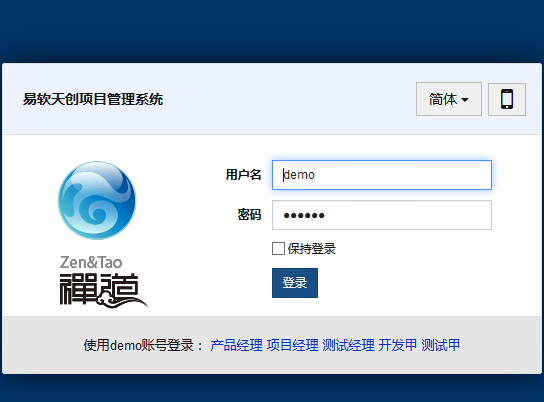 易软天创项目管理系统
简体
用户名
demo
密码
••••••
保持登录
Zen&Tao
禪道
登录
使用demo账号登录： 产品经理 项目经理 测试经理 开发甲 测试甲